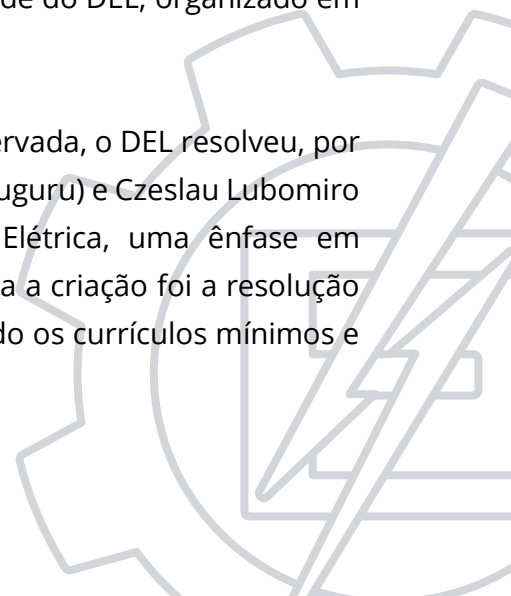 de do DEL, organizado em
ervada, o DEL resolveu, por
uguru) e Czeslau Lubomiro
Elétrica, uma ênfase em
a a criação foi a resolução
do os currículos mínimos e